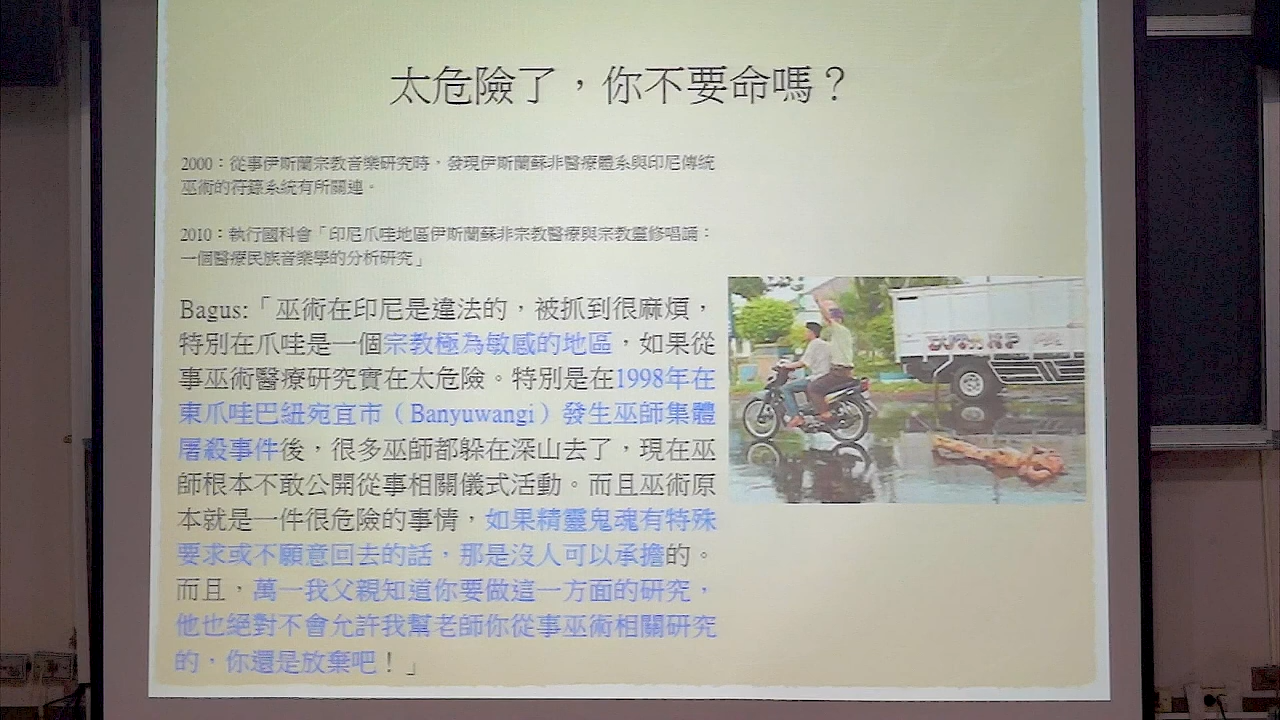 太危險了，你不要命嗎？
2000：從事伊斯蘭宗教音樂研究時，發現伊斯蘭蘇非醫療體系與印尼傳統
巫術的符籙系統有所關連。
2010：執行國科會「印尼爪哇地區伊斯蘭蘇非宗教醫療與宗教靈修唱誦：
一個醫療民族音樂學的分析研究」
Bagus:「巫術在印尼是違法的，被抓到很麻煩，
特別在爪哇是一個宗教極為敏感的地區，如果從
事巫術醫療研究實在太危險。特別是在1998年在
東爪哇巴紐宛宜市（Banyuwangi）發生巫師集體
屠殺事件後，很多巫師都躲在深山去了，現在巫
師根本不敢公開從事相關儀式活動。而且巫術原
本就是一件很危險的事情，如果精靈鬼魂有特殊
要求或不願意回去的話，那是沒人可以承擔的。
而且，萬一我父親知道你要做這一方面的研究，
他也絕對不會允許我幫老師你從事巫術相關研究
的，你還是放棄吧！」